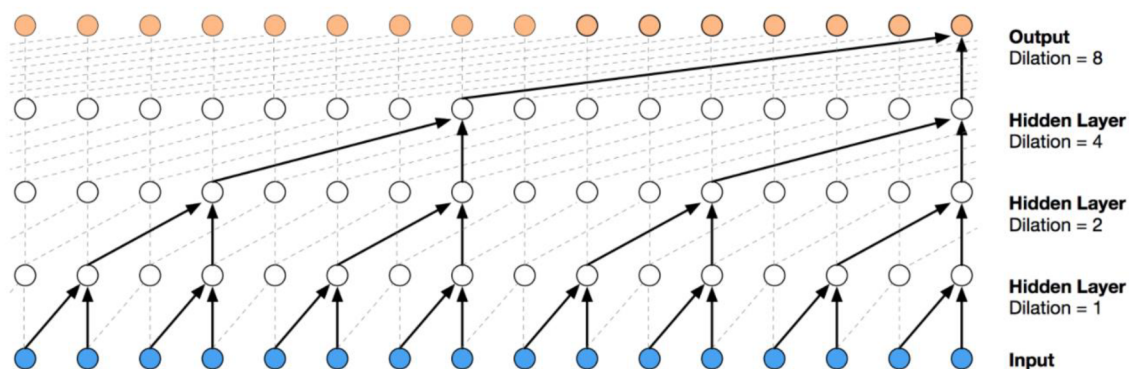 Output
Dilation = 8
Hidden Layer
Dilation = 4
Hidden Layer
Dilation = 2
Hidden Layer
Dilation = 1
Input